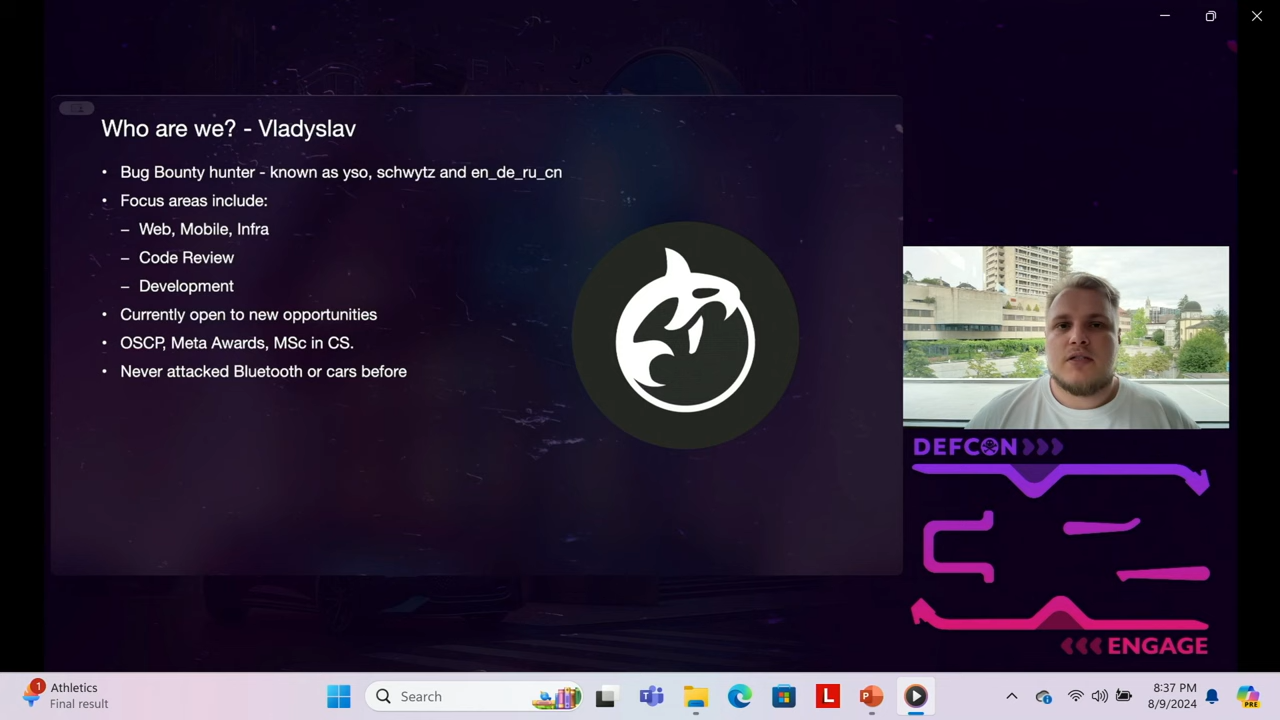 Who are we? - Vladyslav
• Bug Bounty hunter - known as yso, schwytz and en_de_ru_cn
• Focus areas include:
– Web, Mobile, Infra
– Code Review
– Development
• Currently open to new opportunities
• OSCP, Meta Awards, MSc in CS.
• Never attacked Bluetooth or cars before
DEFCON
ENGAGE
1
Athletics
Final result
Search
L
8:37 PM
8/9/2024
PRE